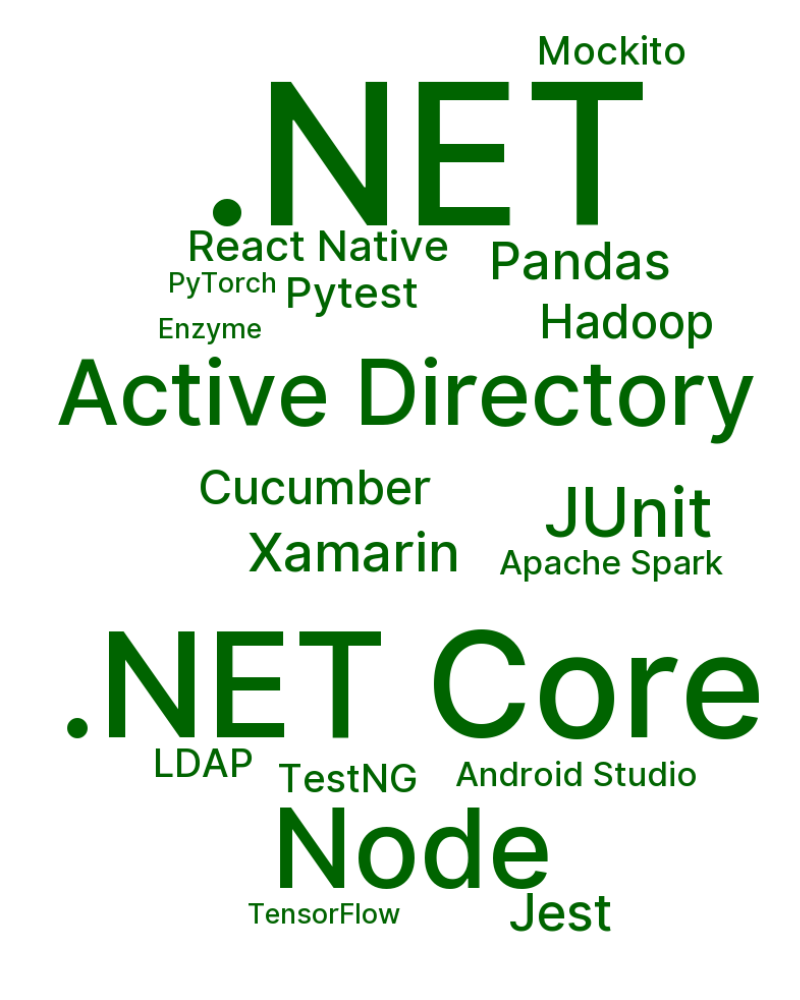 Mockito
.NET
React Native
Pandas
PyTorch
Pytest
Hadoop
Enzyme
Active Directory
Cucumber
JUnit
Xamarin
Apache Spark
.NET Core
LDAP
TestNG
Android Studio
Node
TensorFlow
Jest